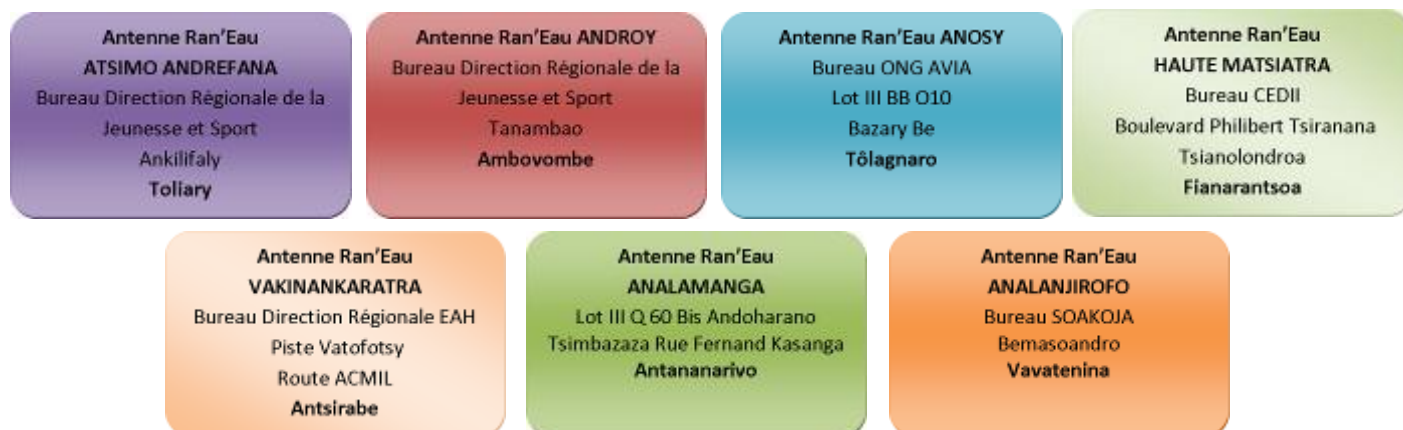 Antenne Ran'Eau
ATSIMO ANDREFANA
Bureau Direction Régionale de la
Jeunesse et Sport
Ankilifaly
Toliary
Antenne Ran'Eau ANDROY
Bureau Direction Régionale de la
Jeunesse et Sport
Tanambao
Ambovombe
Antenne Ran'Eau ANOSY
Bureau ONG AVIA
Lot III BB O10
Bazary Be
Tôlagnaro
Antenne Ran'Eau
HAUTE MATSIATRA
Bureau CEDII
Boulevard Philibert Tsiranana
Tsianolondroa
Fianarantsoa
Antenne Ran'Eau
VAKINANKARATRA
Bureau Direction Régionale EAH
Piste Vatofotsy
Route ACMIL
Antsirabe
Antenne Ran'Eau
ANALAMANGA
Lot III Q 60 Bis Andoharano
Tsimbazaza Rue Fernand Kasanga
Antananarivo
Antenne Ran'Eau
ANALANJIROFO
Bureau SOAKOJA
Bemasoandro
Vavatenina